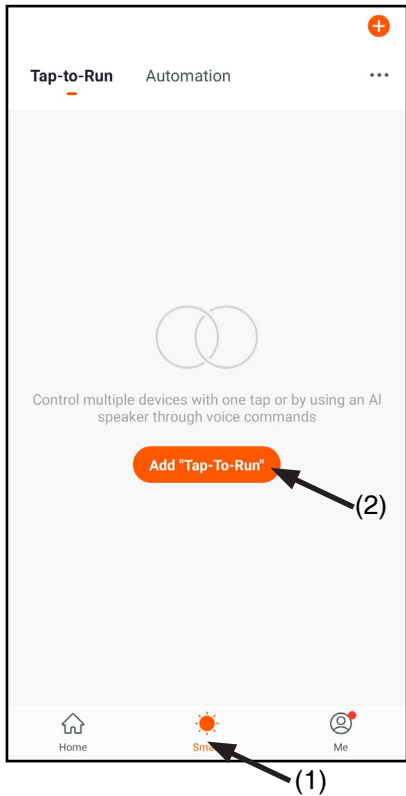 Tap-to-Run Automation
Control multiple devices with one tap or by using an AI
speaker through voice commands
Add "Tap-To-Run"
(2)
Home Sma Me
(1)